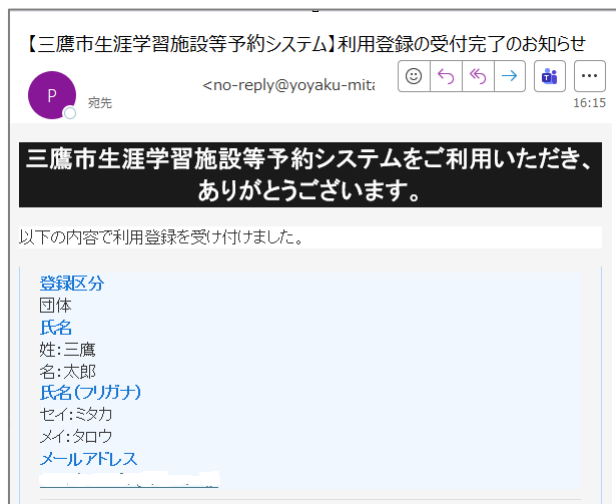 【三鷹市生涯学習施設等予約システム】利用登録の受付完了のお知らせ
P
<no-reply@yoyaku-mita
宛先
16:15
三鷹市生涯学習施設等予約システムをご利用いただき、
ありがとうございます。
以下の内容で利用登録を受け付けました。
登録区分
団体
氏名
姓:三鷹
名:太郎
氏名(フリガナ)
セイ:ミタカ
メイ:タロウ
メールアドレス